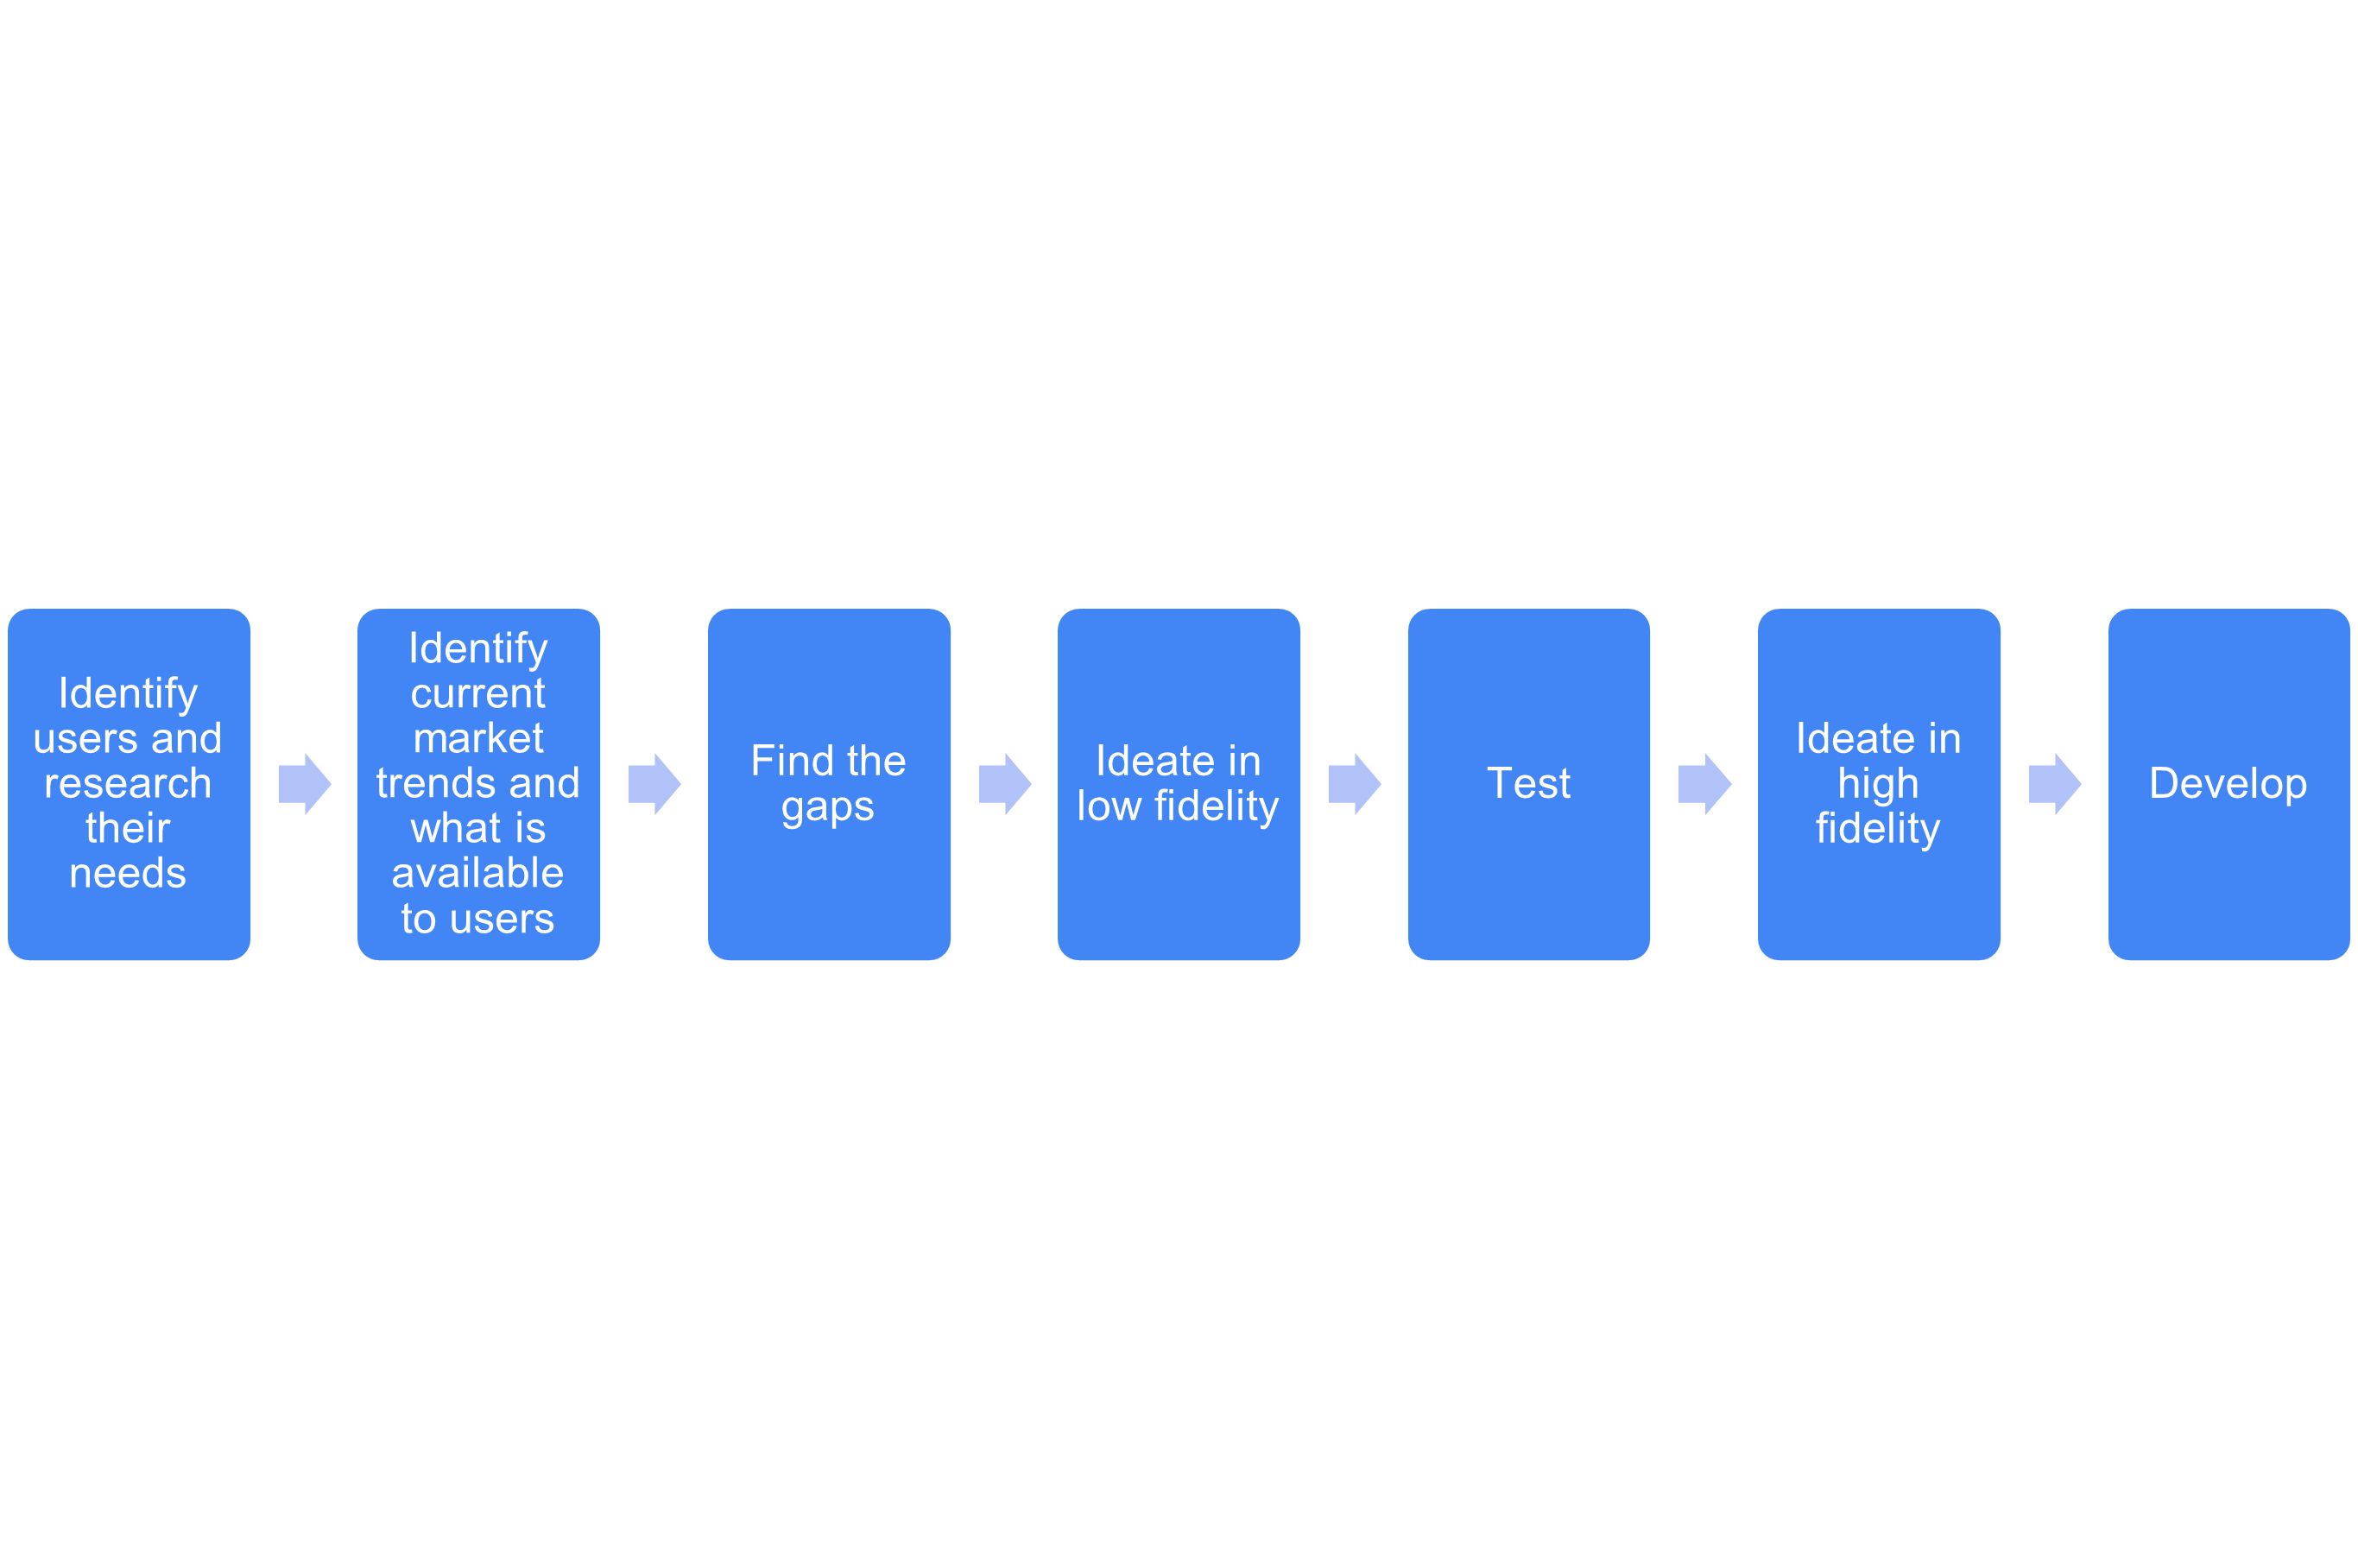 Identify
users and
research
their
needs
Identify
current
market
trends and
what is
available
to users
Find the
gaps
Ideate in
low fidelity
Test
Ideate in
high
fidelity
Develop